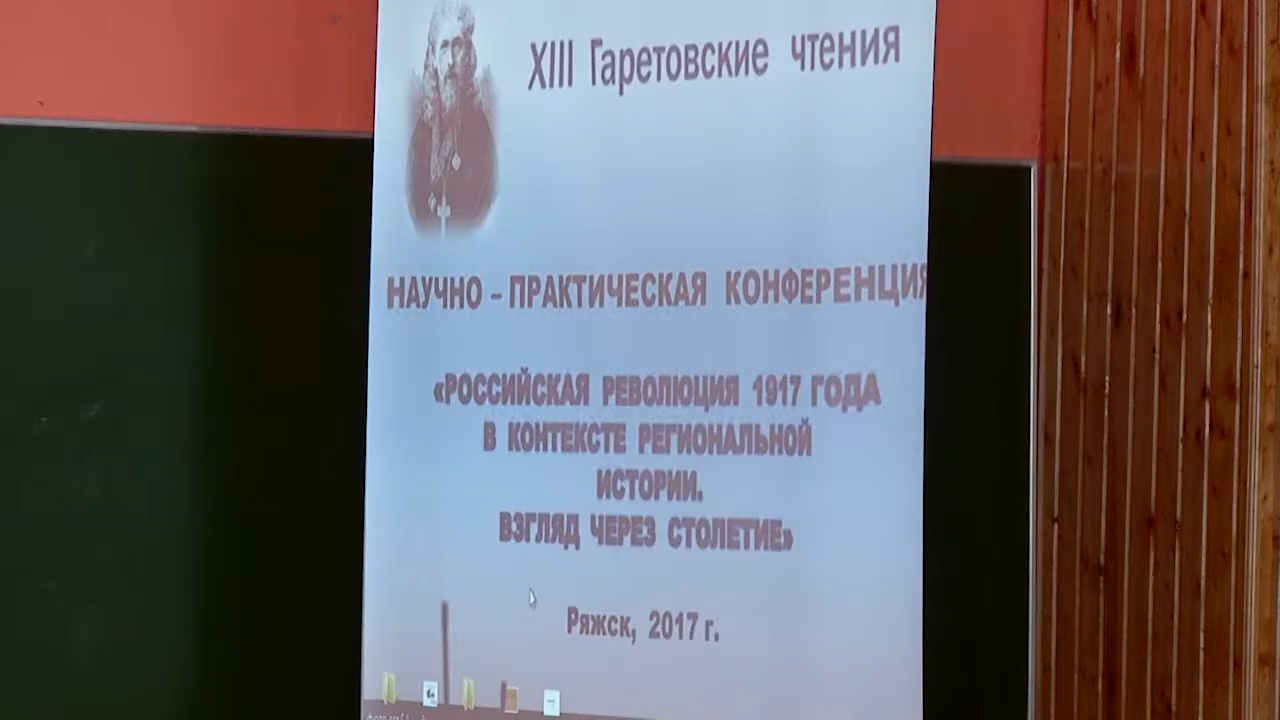 XIII Гаретовские чтения
НАУЧНО – ПРАКТИЧЕСКАЯ КОНФЕРЕНЦИЯ
«РОССИЙСКАЯ РЕВОЛЮЦИЯ 1917 ГОДА
В КОНТЕКСТЕ РЕГИОНАЛЬНОЙ
ИСТОРИИ.
ВЗГЛЯД ЧЕРЕЗ СТОЛЕТИЕ»
Ряжск, 2017 г.